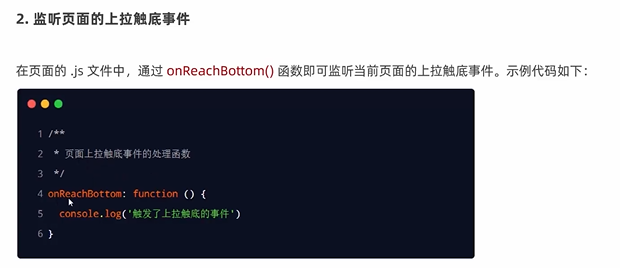 2. 监听页面的上拉触底事件
在页面的 .js 文件中，通过 onReachBottom() 函数即可监听当前页面的上拉触底事件。示例代码如下：
1 /**
2  * 页面上拉触底事件的处理函数
3  */
4 onReachBottom: function () {
5   console.log('触发了上拉触底的事件')
6 }